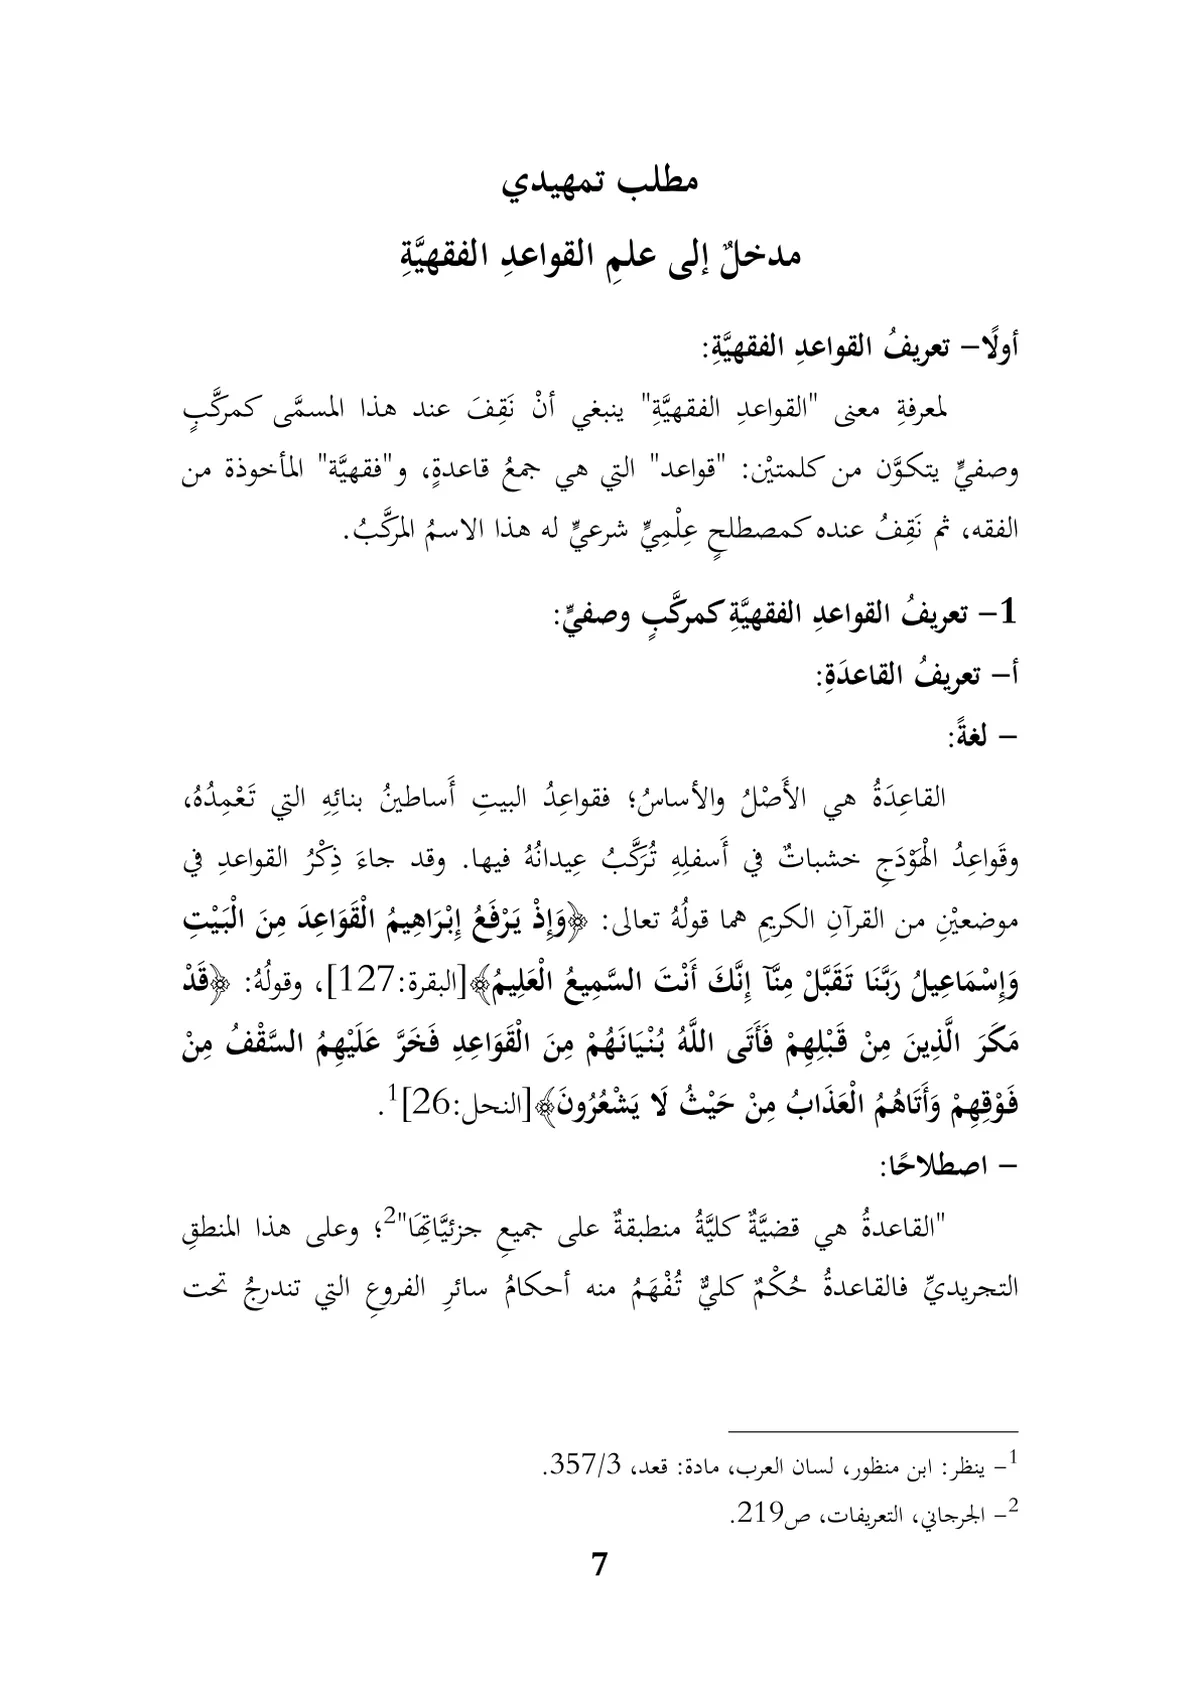 مطلب تمهيدي
مدخلٌ إلى علمِ القواعدِ الفقهيَّةِ
أولًا- تعريفُ القواعدِ الفقهيَّةِ:
لمعرفةِ معنى "القواعدِ الفقهيَّةِ" ينبغي أنْ نَقِفَ عند هذا المسمَّى كمركَّبٍ
وصفيٍّ يتكوَّن من كلمتيْن: "قواعد" التي هي جمعُ قاعدةٍ، و"فقهيَّة" المأخوذة من
الفقه، ثم نَقِفُ عنده كمصطلحٍ عِلْمِيٍّ شرعيٍّ له هذا الاسمُ المركَّبُ.
1- تعريفُ القواعدِ الفقهيَّةِ كمركَّبٍ وصفيٍّ:
أ- تعريفُ القاعدَةِ:
- لغةً:
القاعِدَةُ هي الأَصْلُ والأساسُ؛ فقواعِدُ البيتِ أَساطينُ بنائِهِ التي تَعْمِدُهُ،
وقَواعِدُ الْهَوْدَجِ خشباتٌ في أَسفلِهِ تُرَكَّبُ عِيدانُهُ فيها. وقد جاءَ ذِكْرُ القواعدِ في
موضعيْنِ من القرآنِ الكريمِ هما قولُهُ تعالى: ﴿وَإِذْ يَرْفَعُ إِبْرَاهِيمُ الْقَوَاعِدَ مِنَ الْبَيْتِ
وَإِسْمَاعِيلُ رَبَّنَا تَقَبَّلْ مِنَّآ إِنَّكَ أَنْتَ السَّمِيعُ الْعَلِيمُ﴾[البقرة:127]، وقولُهُ: ﴿قَدْ
مَكَرَ الَّذِينَ مِنْ قَبْلِهِمْ فَأَتَى اللَّهُ بُنْيَانَهُمْ مِنَ الْقَوَاعِدِ فَخَرَّ عَلَيْهِمُ السَّقْفُ مِنْ
فَوْقِهِمْ وَأَتَاهُمُ الْعَذَابُ مِنْ حَيْثُ لَا يَشْعُرُونَ﴾[النحل:26]1.
- اصطلاحًا:
"القاعدةُ هي قضيَّةٌ كليَّةُ منطبقةٌ على جميعِ جزئيَّاتِهَا"2؛ وعلى هذا المنطقِ
التجريديِّ فالقاعدةُ حُكْمٌ كليٌّ تُفْهَمُ منه أحكامُ سائرِ الفروعِ التي تندرجُ تحت
1- ينظر: ابن منظور، لسان العرب، مادة: قعد، 357/3.
2- الجرجاني، التعريفات، ص219.
7